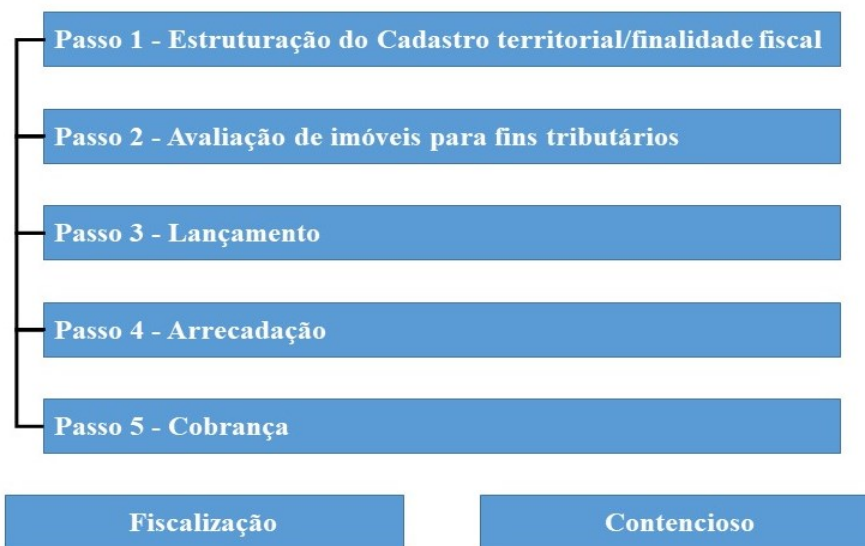 Passo 1 - Estruturação do Cadastro territorial/finalidade fiscal
Passo 2 - Avaliação de imóveis para fins tributários
Passo 3 - Lançamento
Passo 4 - Arrecadação
Passo 5 - Cobrança
Fiscalização
Contencioso